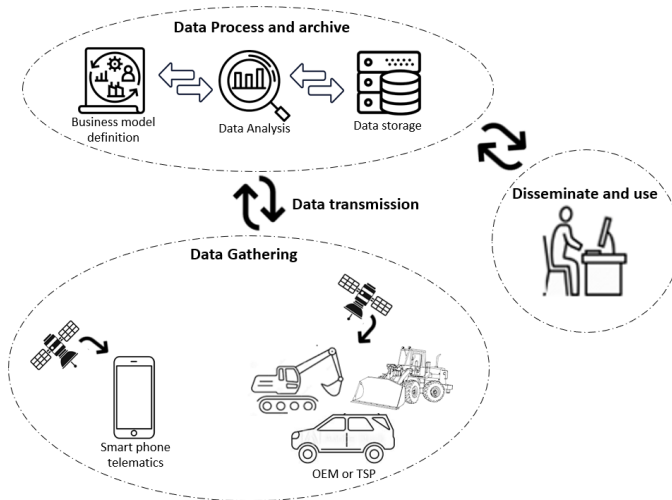 Data Process and archive
Business model
definition
Data Analysis
Data storage
Data transmission
Disseminate and use
Data Gathering
Smart phone
telematics
OEM or TSP